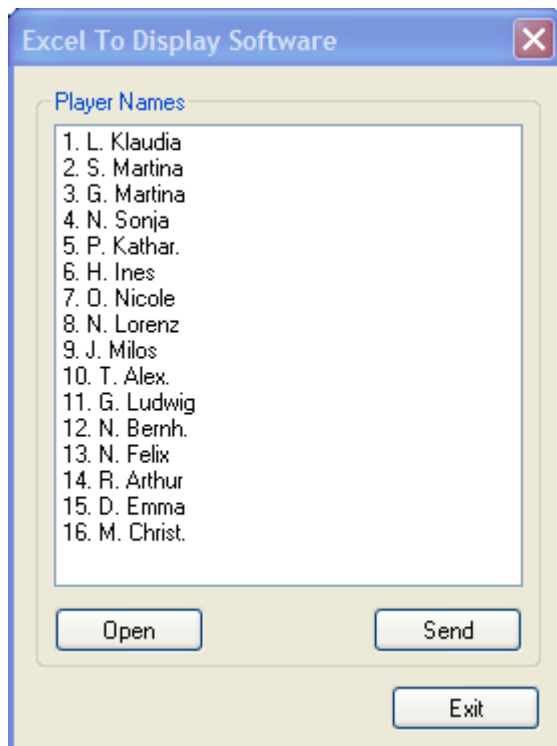 Excel To Display Software
Player Names
1. L. Klaudia
2. S. Martina
3. G. Martina
4. N. Sonja
5. P. Kathar.
6. H. Ines
7. O. Nicole
8. N. Lorenz
9. J. Milos
10. T. Alex.
11. G. Ludwig
12. N. Bernh.
13. N. Felix
14. R. Arthur
15. D. Emma
16. M. Christ.
Open Send
Exit